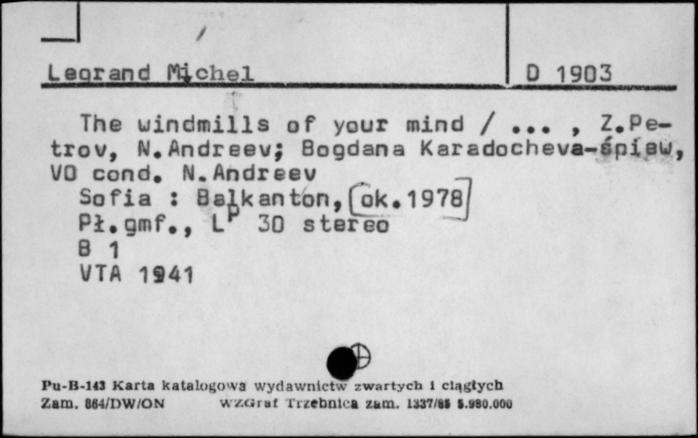 Legrand Michel
D 1903
The windmills of your mind / ... , Z.Pe-
trov, N.Andreev; Bogdana Karadocheva-śpiew,
VO cond. N.Andreev
Sofia : Balkanton, [ok.1978]
Pł.gmf., LP 30 stereo
B 1
VTA 1941
Pu-B-143 Karta katalogowa wydawnictw zwartych i ciągłych
Zam. 864/DW/ON WZGraf Trzebnica zam. 1337/85 5.980.000